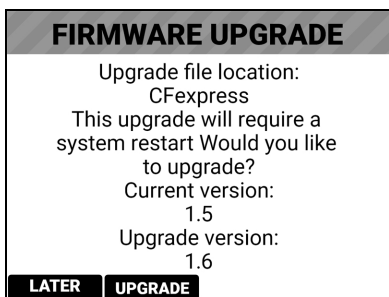 FIRMWARE UPGRADE
Upgrade file location:
CFexpress
This upgrade will require a
system restart Would you like
to upgrade?
Current version:
1.5
Upgrade version:
1.6
LATER UPGRADE